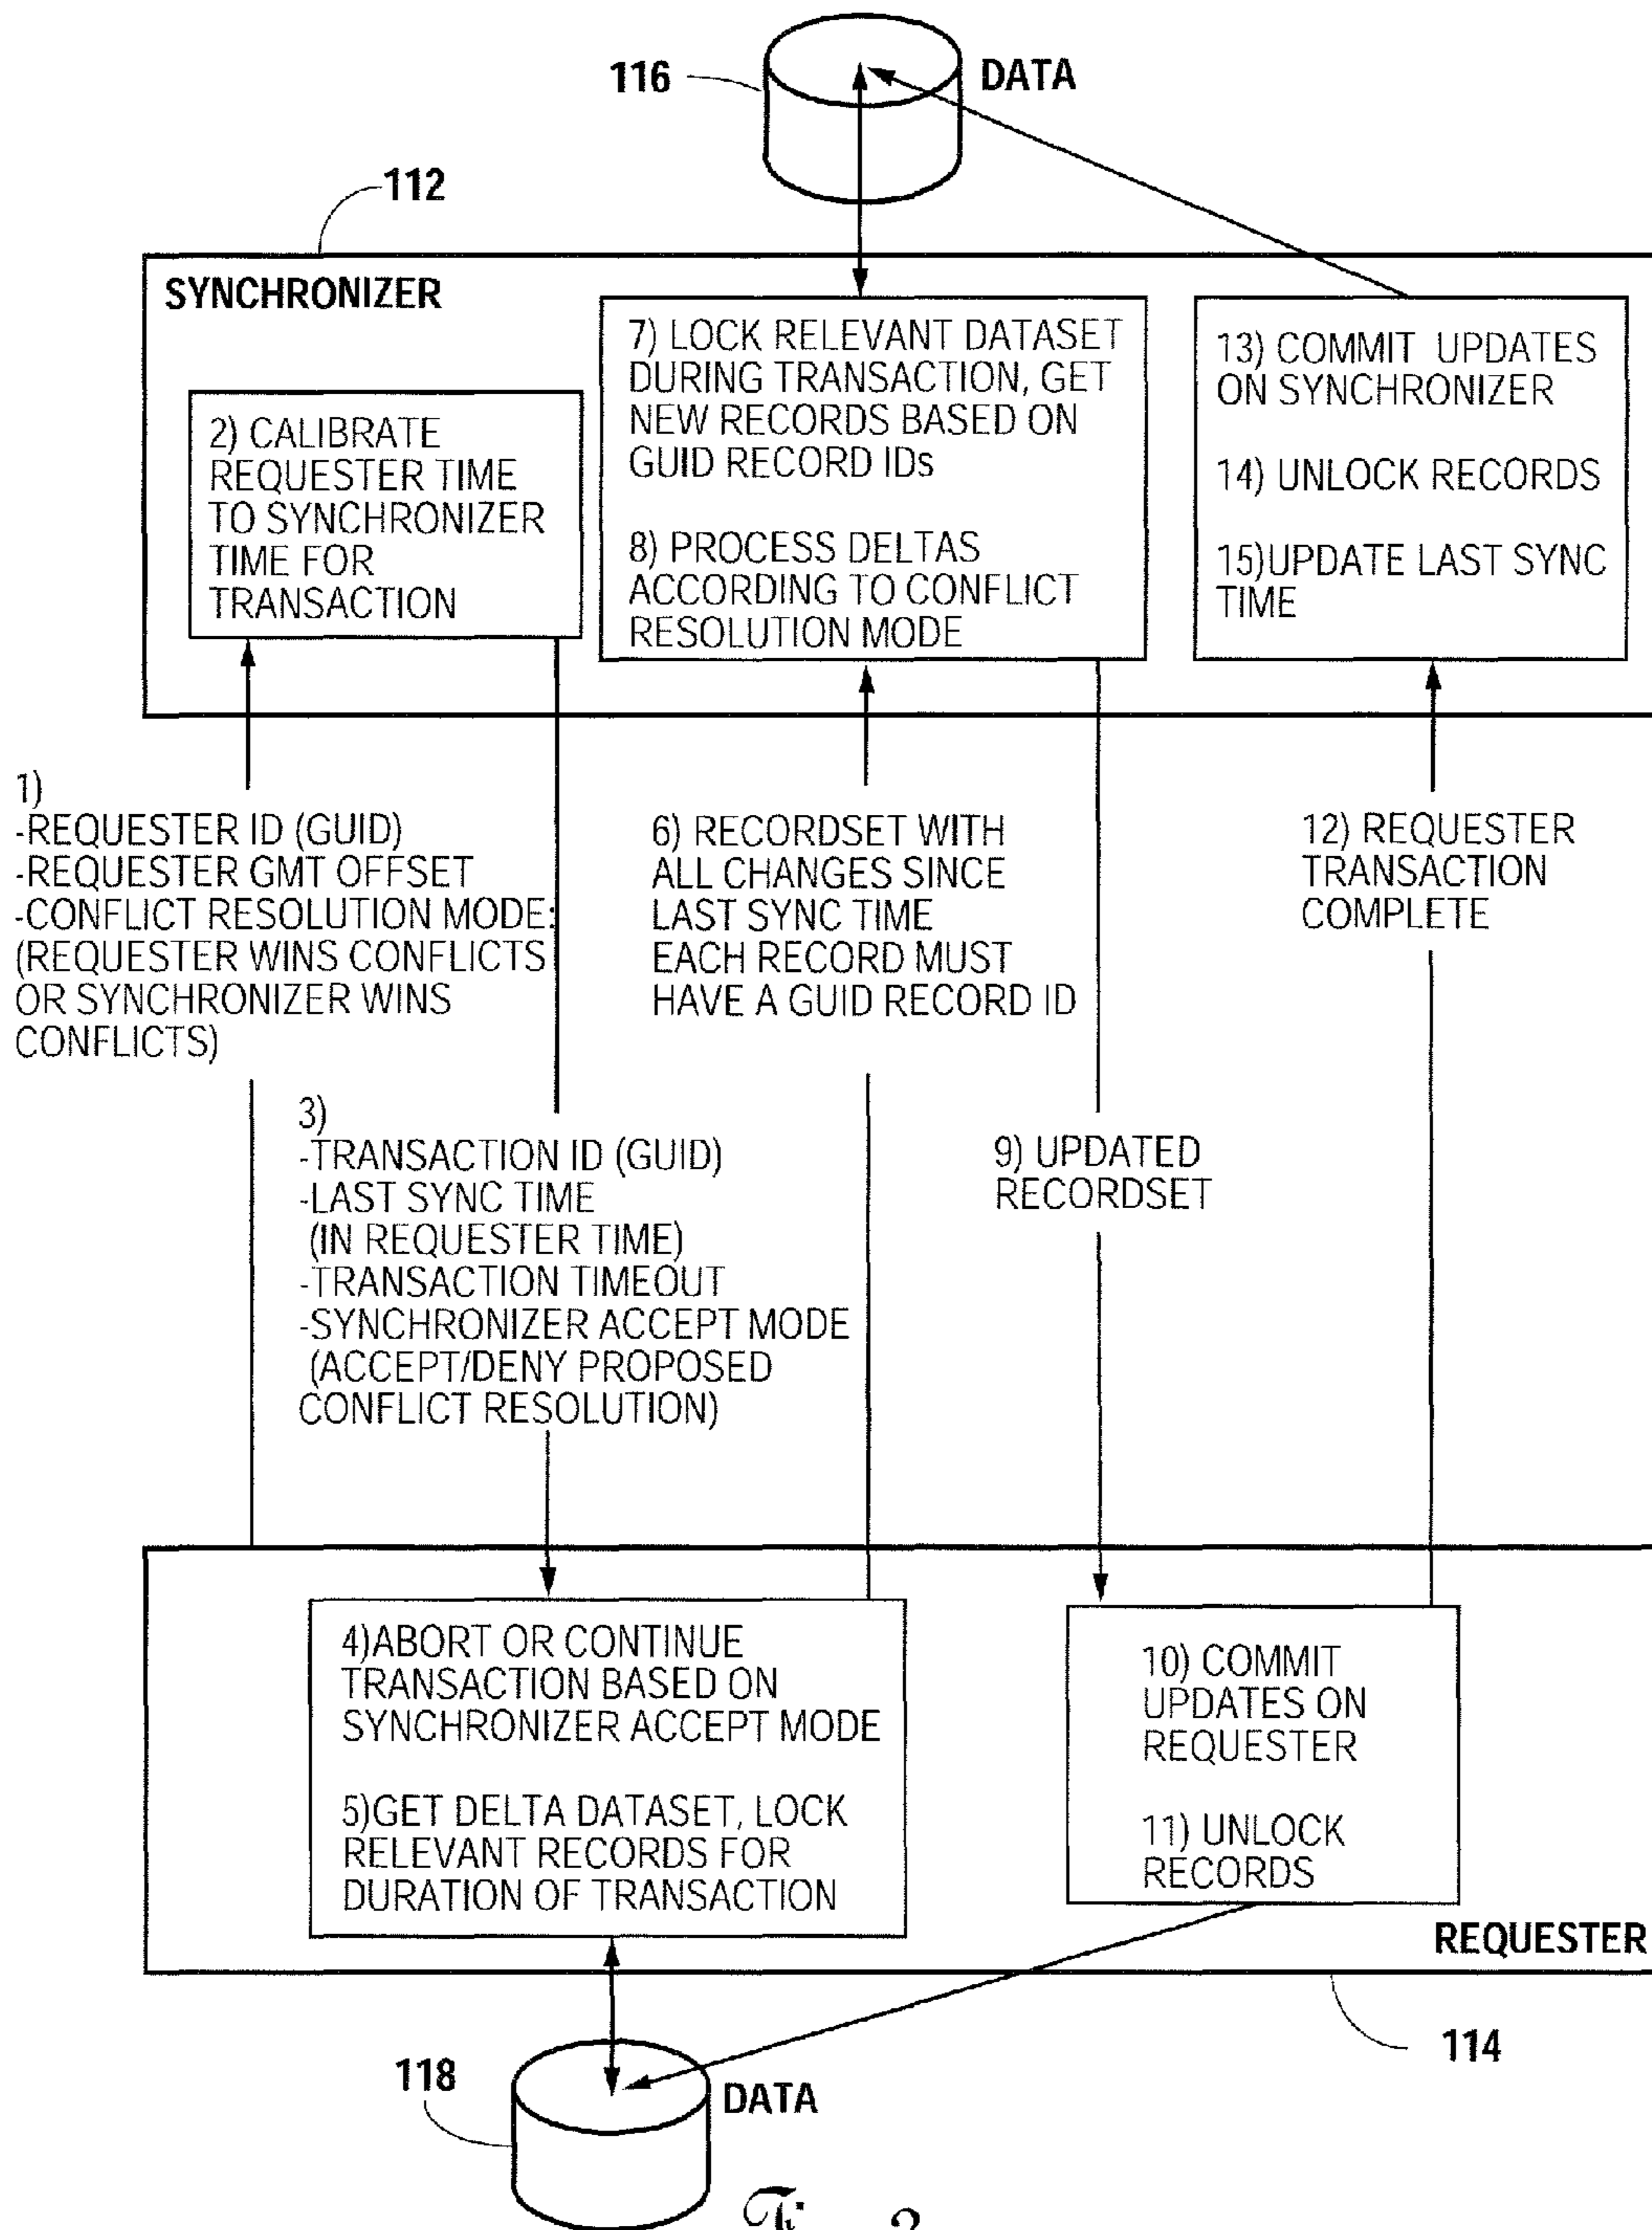 116
DATA
112
SYNCHRONIZER
2) CALIBRATE
REQUESTER TIME
TO SYNCHRONIZER
TIME FOR
TRANSACTION
7) LOCK RELEVANT DATASET
DURING TRANSACTION, GET
NEW RECORDS BASED ON
GUID RECORD IDs
8) PROCESS DELTAS
ACCORDING TO CONFLICT
RESOLUTION MODE
13) COMMIT UPDATES
ON SYNCHRONIZER
14) UNLOCK RECORDS
15)UPDATE LAST SYNC
TIME
1)
-REQUESTER ID (GUID)
-REQUESTER GMT OFFSET
-CONFLICT RESOLUTION MODE:
(REQUESTER WINS CONFLICTS
OR SYNCHRONIZER WINS
CONFLICTS)
6) RECORDSET WITH
ALL CHANGES SINCE
LAST SYNC TIME
EACH RECORD MUST
HAVE A GUID RECORD ID
12) REQUESTER
TRANSACTION
COMPLETE
3)
-TRANSACTION ID (GUID)
-LAST SYNC TIME
(IN REQUESTER TIME)
-TRANSACTION TIMEOUT
-SYNCHRONIZER ACCEPT MODE
(ACCEPT/DENY PROPOSED
CONFLICT RESOLUTION)
9) UPDATED
RECORDSET
4)ABORT OR CONTINUE
TRANSACTION BASED ON
SYNCHRONIZER ACCEPT MODE
5)GET DELTA DATASET, LOCK
RELEVANT RECORDS FOR
DURATION OF TRANSACTION
10) COMMIT
UPDATES ON
REQUESTER
11) UNLOCK
RECORDS
REQUESTER
114
118
DATA